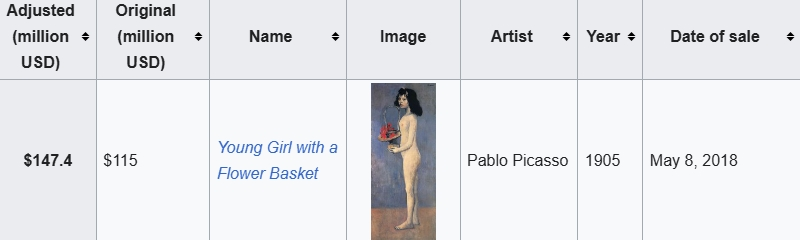 Adjusted (million USD)
Original (million USD)
Name
Image
Artist
Year
Date of sale
$147.4
$115
Young Girl with a
Flower Basket
Pablo Picasso
1905
May 8, 2018